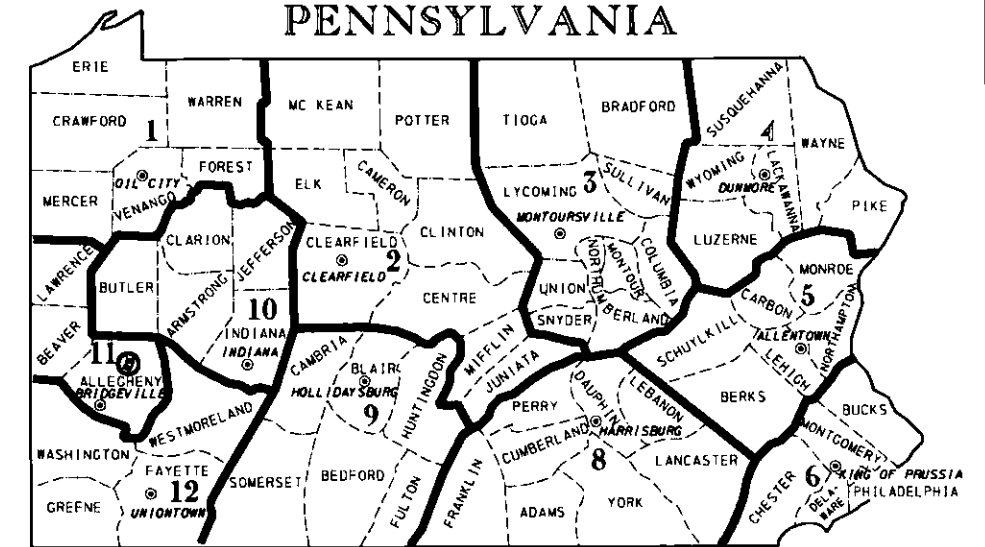 PENNSYLVANIA
ERIE
WARREN
MC KEAN
POTTER
TIOGA
BRADFORD
SUSQUEHANNA
WAYNE
CRAWFORD
1
4
WYOMING
LACKAWANNA
DUNMORE
FOREST
ELK
CAMERON
LYCOMING
3
SULLIVAN
MERCER
OIL CITY
VENANGO
PIKE
MONTOURSVILLE
CLINTON
LUZERNE
LAWRENCE
CLARION
JEFFERSON
CLEARFIELD
2
CLEARFIELD
NORTHUM
BERLAND
MONTOUR
COLUMBIA
MONROE
BUTLER
ARMSTRONG
CENTRE
UNION
CARBON
5
NORTHAMPTON
10
SNYDER
BEAVER
INDIANA
INDIANA
CAMBRIA
MIFFLIN
JUNIATA
SCHUYLKILL
ALLENTOWN
LEHIGH
11
ALLEGHENY
BRIDGEVILLE
BLAIR
HOLLIDAYSBURG
HUNTINGDON
9
PERRY
DAUPHIN
LEBANON
BERKS
BUCKS
WESTMORELAND
CUMBERLAND
HARRISBURG
MONTGOMERY
WASHINGTON
FAYETTE
12
UNIONTOWN
SOMERSET
BEDFORD
FULTON
FRANKLIN
8
LANCASTER
CHESTER
6
KING OF PRUSSIA
PHILADELPHIA
DELA-
WARE
GREENE
ADAMS
YORK